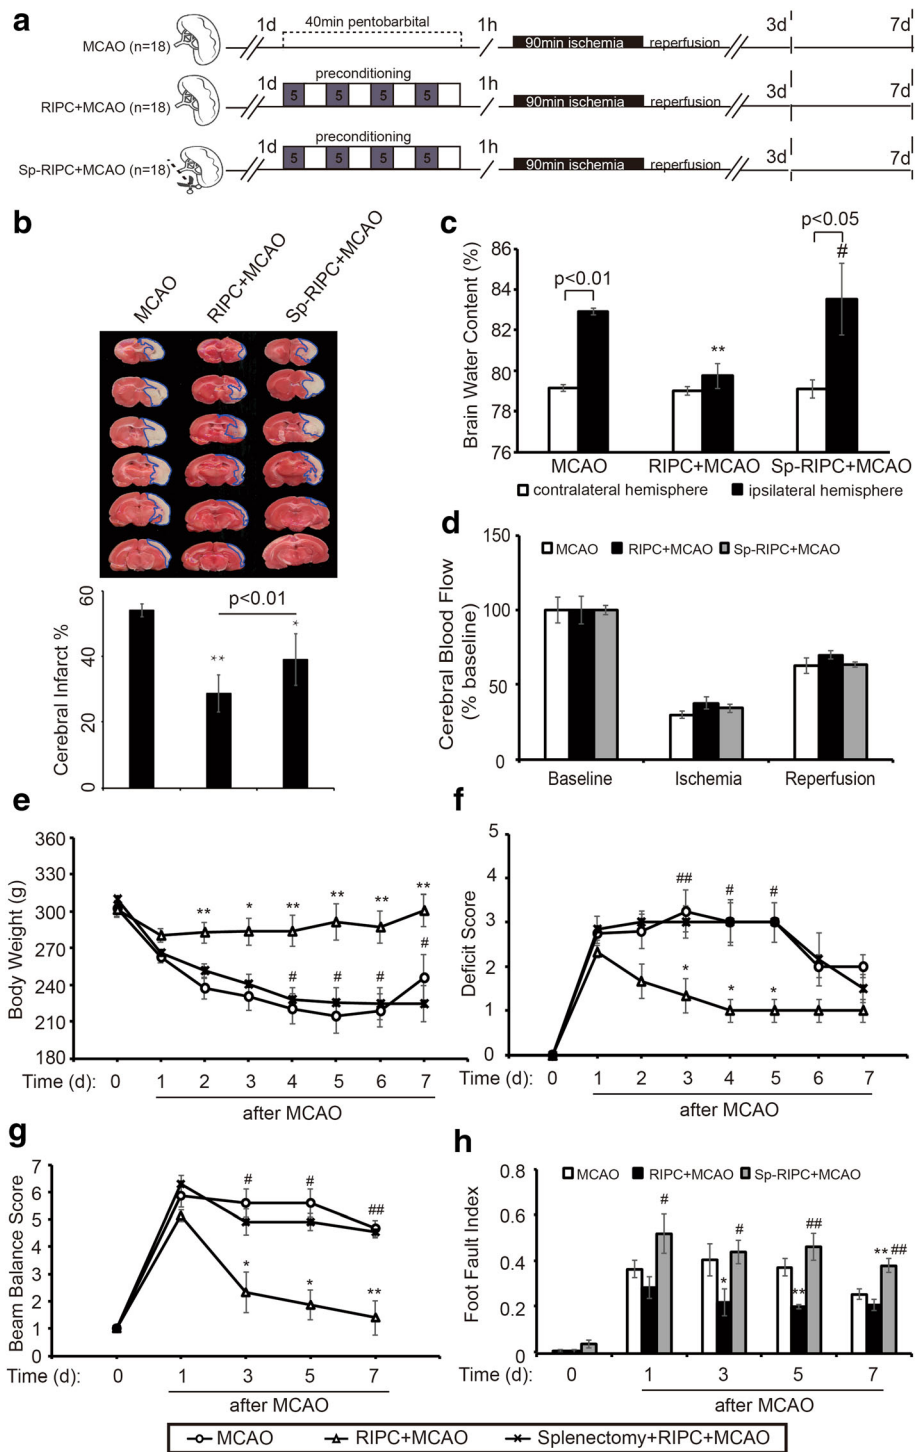 a
1d 40min pentobarbital 1h 3d 7d
MCAO (n=18) 90min ischemia reperfusion
1d preconditioning 1h 3d 7d
RIPC+MCAO (n=18) 5 5 5 5 90min ischemia reperfusion
1d preconditioning 1h 3d 7d
Sp-RIPC+MCAO (n=18) 5 5 5 5 90min ischemia reperfusion
b
MCAO
RIPC+MCAO
Sp-RIPC+MCAO
Cerebral Infarct %
60
40
20
0
p<0.01
**
*
c
Brain Water Content (%)
86
84
82
80
78
76
p<0.01
**
p<0.05
#
MCAO RIPC+MCAO Sp-RIPC+MCAO
contralateral hemisphere ipsilateral hemisphere
d
Cerebral Blood Flow
(% baseline)
150
100
50
0
MCAO RIPC+MCAO Sp-RIPC+MCAO
Baseline Ischemia Reperfusion
e
Body Weight (g)
360
330
300
270
240
210
180
** * ** ** ** **
# # # #
Time (d): 0 1 2 3 4 5 6 7
after MCAO
f
Deficit Score
5
4
3
2
1
0
## # #
* * *
Time (d): 0 1 2 3 4 5 6 7
after MCAO
g
Beam Balance Score
7
6
5
4
3
2
1
0
# # ##
* * **
Time (d): 0 1 3 5 7
after MCAO
h
Foot Fault Index
0.8
0.6
0.4
0.2
0
MCAO RIPC+MCAO Sp-RIPC+MCAO
# # ## ** ##
* **
Time (d): 0 1 3 5 7
after MCAO
MCAO RIPC+MCAO Splenectomy+RIPC+MCAO